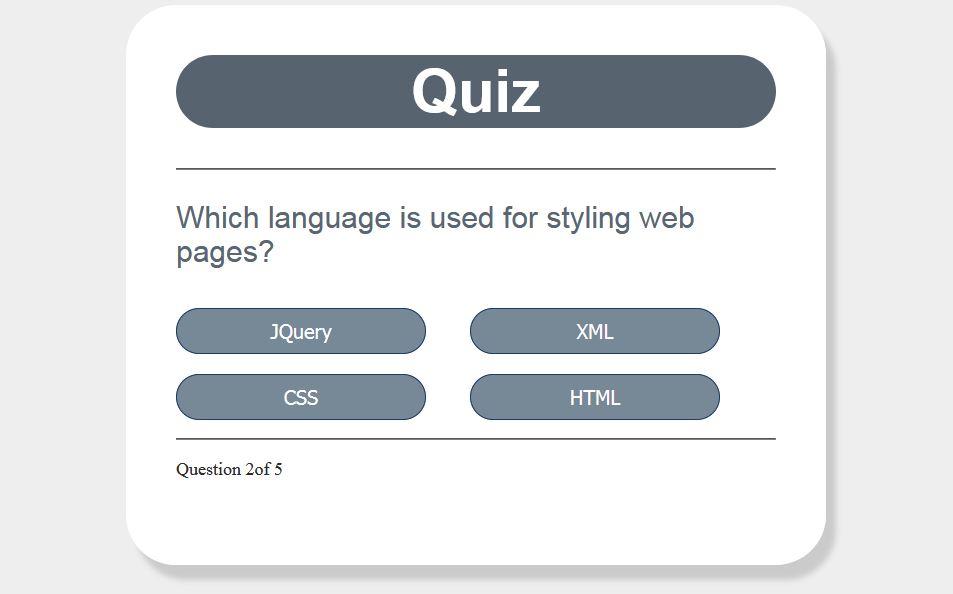 Quiz
Which language is used for styling web
pages?
JQuery
XML
CSS
HTML
Question 2of 5